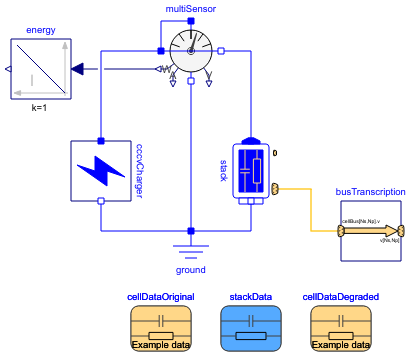 multiSensor
energy
k=1
cccvCharger
stack
0
busTranscription
cellBus[Ns,Np].v
v[Ns,Np]
ground
cellDataOriginal
stackData
cellDataDegraded
Example data
Example data